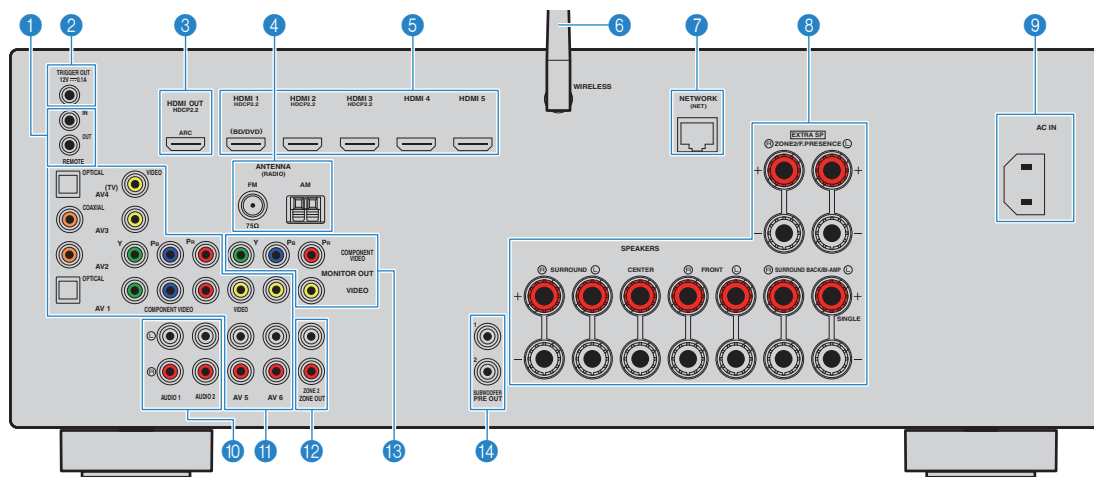 1
2
3
4
5
6
7
8
9
TRIGGER OUT
12V⎓0.1A
IN
OUT
REMOTE
HDMI OUT
HDCP2.2
ARC
HDMI 1
HDCP2.2
(BD/DVD)
HDMI 2
HDCP2.2
HDMI 3
HDCP2.2
HDMI 4
HDMI 5
WIRELESS
NETWORK
(NET)
AC IN
ANTENNA
(RADIO)
FM
AM
75Ω
OPTICAL
(TV)
AV4
VIDEO
COAXIAL
AV3
AV2
OPTICAL
AV 1
Y
PB
PR
COMPONENT VIDEO
VIDEO
Y
PB
PR
COMPONENT
VIDEO
MONITOR OUT
VIDEO
EXTRA SP
R ZONE2/F.PRESENCE L
+
+
−
−
SPEAKERS
R SURROUND L
CENTER
R FRONT L
R SURROUND BACK/BI-AMP L
+
+
SINGLE
−
−
L
R
AUDIO 1
AUDIO 2
AV 5
AV 6
ZONE 2
ZONE OUT
1
2
SUBWOOFER
PRE OUT
10
11
12
13
14